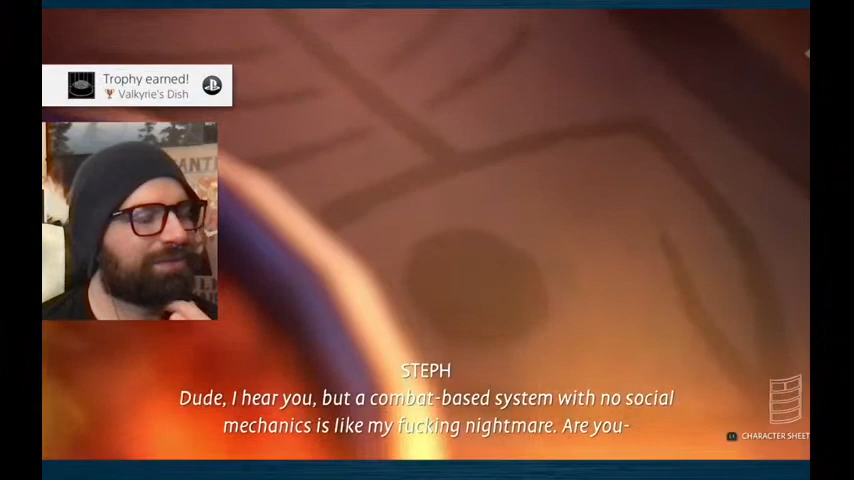 Trophy earned!
Valkyrie's Dish
STEPH
Dude, I hear you, but a combat-based system with no social
mechanics is like my fucking nightmare. Are you-
CHARACTER SHEET